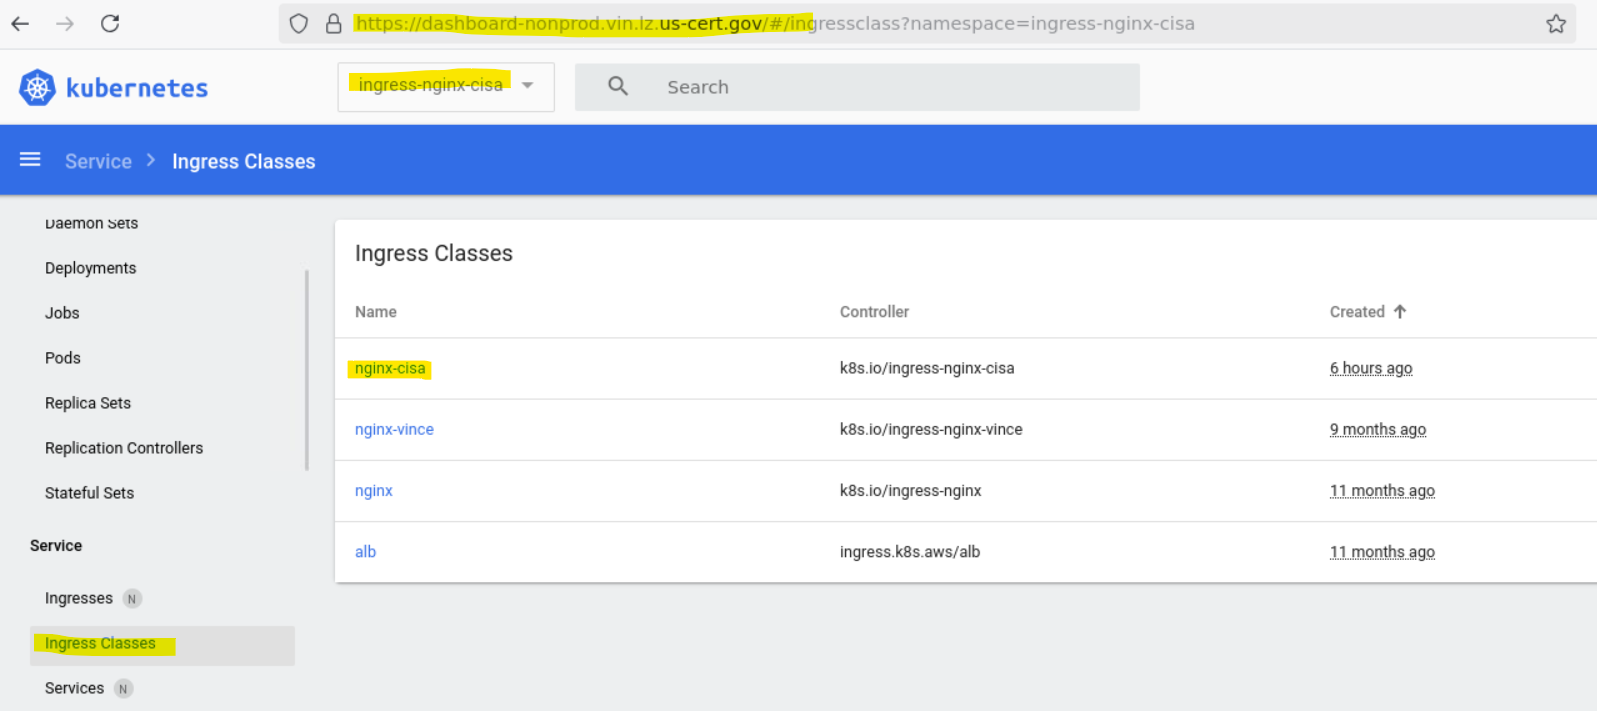 https://dashboard-nonprod.vin.lz.us-cert.gov/#/ingressclass?namespace=ingress-nginx-cisa
kubernetes
ingress-nginx-cisa
Search
Service
Ingress Classes
Daemon Sets
Deployments
Jobs
Pods
Replica Sets
Replication Controllers
Stateful Sets
Service
Ingresses N
Ingress Classes
Services N
Ingress Classes
Name Controller Created
nginx-cisa k8s.io/ingress-nginx-cisa 6 hours ago
nginx-vince k8s.io/ingress-nginx-vince 9 months ago
nginx k8s.io/ingress-nginx 11 months ago
alb ingress.k8s.aws/alb 11 months ago